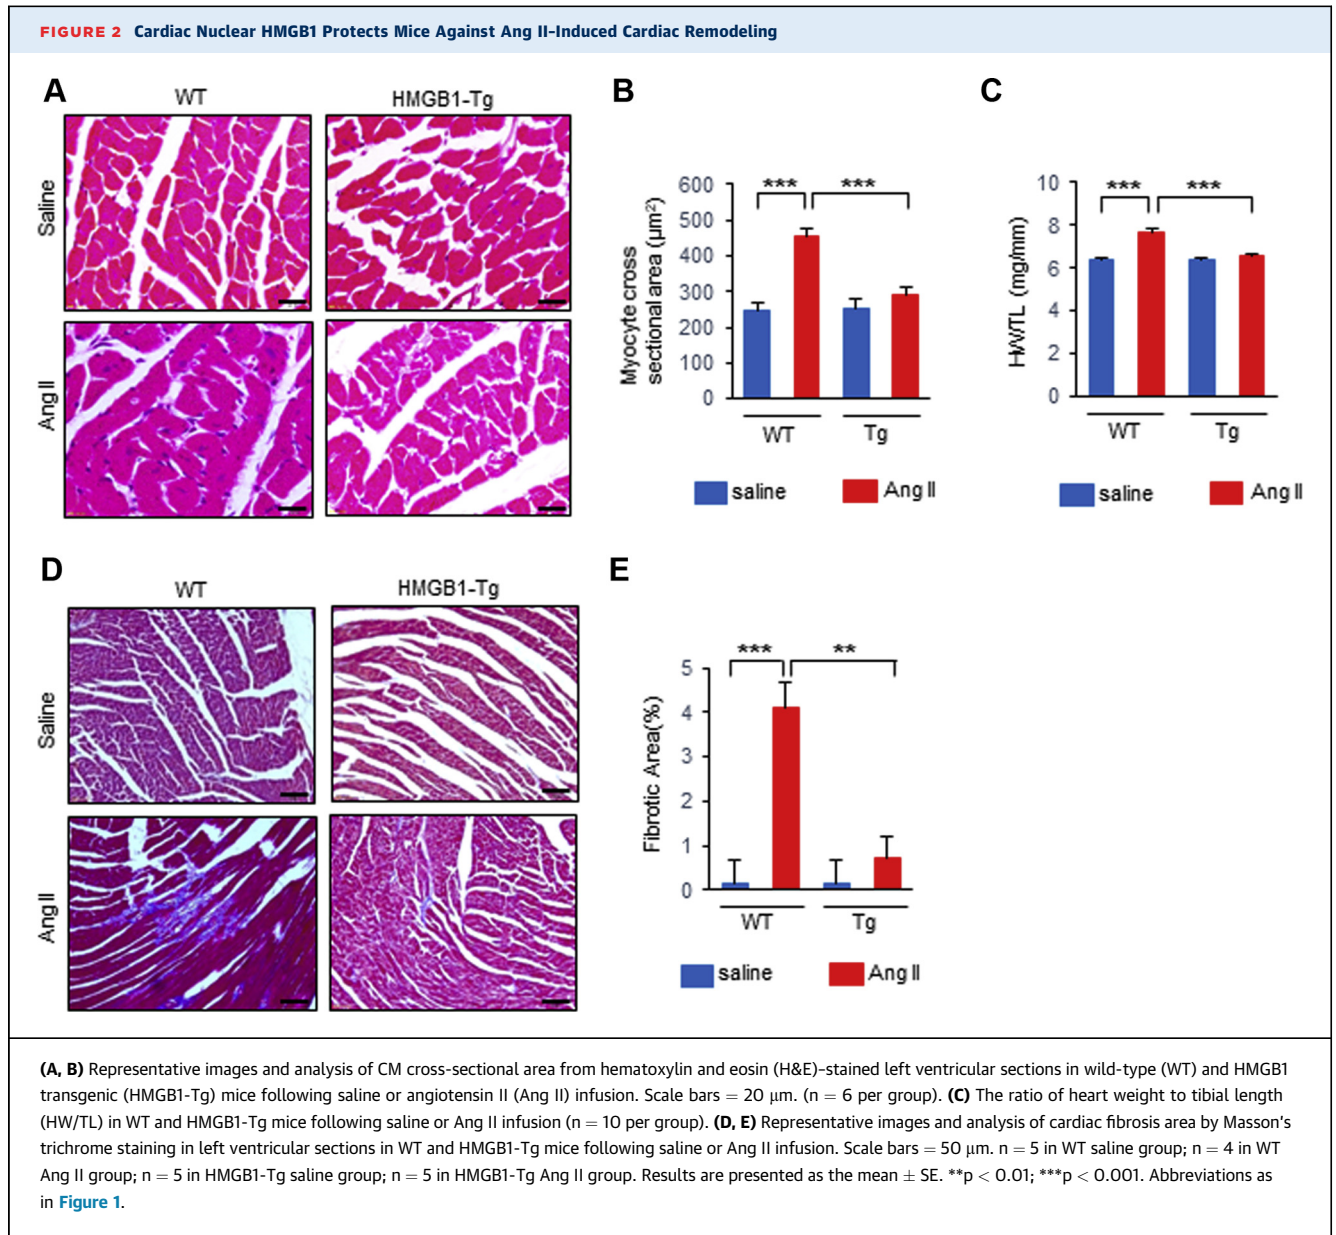 FIGURE 2 Cardiac Nuclear HMGB1 Protects Mice Against Ang II-Induced Cardiac Remodeling
A
WT
HMGB1-Tg
Saline
Ang II
B
Myocyte cross
sectional area (μm²)
600
500
400
300
200
100
0
***
***
WT
Tg
saline
Ang II
C
HW/TL (mg/mm)
10
8
6
4
2
0
***
***
WT
Tg
saline
Ang II
D
WT
HMGB1-Tg
Saline
Ang II
E
Fibrotic Area(%)
5
4
3
2
1
0
***
**
WT
Tg
saline
Ang II
(A, B) Representative images and analysis of CM cross-sectional area from hematoxylin and eosin (H&E)–stained left ventricular sections in wild-type (WT) and HMGB1
transgenic (HMGB1-Tg) mice following saline or angiotensin II (Ang II) infusion. Scale bars = 20 μm. (n = 6 per group). (C) The ratio of heart weight to tibial length
(HW/TL) in WT and HMGB1-Tg mice following saline or Ang II infusion (n = 10 per group). (D, E) Representative images and analysis of cardiac fibrosis area by Masson's
trichrome staining in left ventricular sections in WT and HMGB1-Tg mice following saline or Ang II infusion. Scale bars = 50 μm. n = 5 in WT saline group; n = 4 in WT
Ang II group; n = 5 in HMGB1-Tg saline group; n = 5 in HMGB1-Tg Ang II group. Results are presented as the mean ± SE. **p < 0.01; ***p < 0.001. Abbreviations as
in Figure 1.